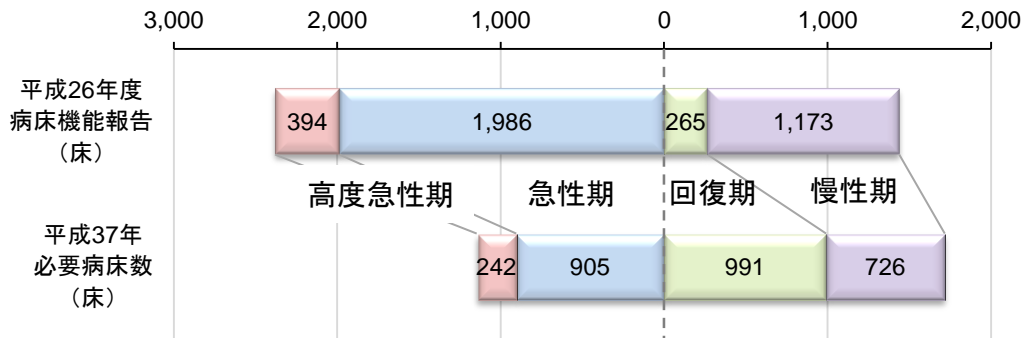 3,000 2,000 1,000 0 1,000 2,000
平成26年度
病床機能報告
（床）
394 1,986 265 1,173
高度急性期 急性期 回復期 慢性期
平成37年
必要病床数
（床）
242 905 991 726